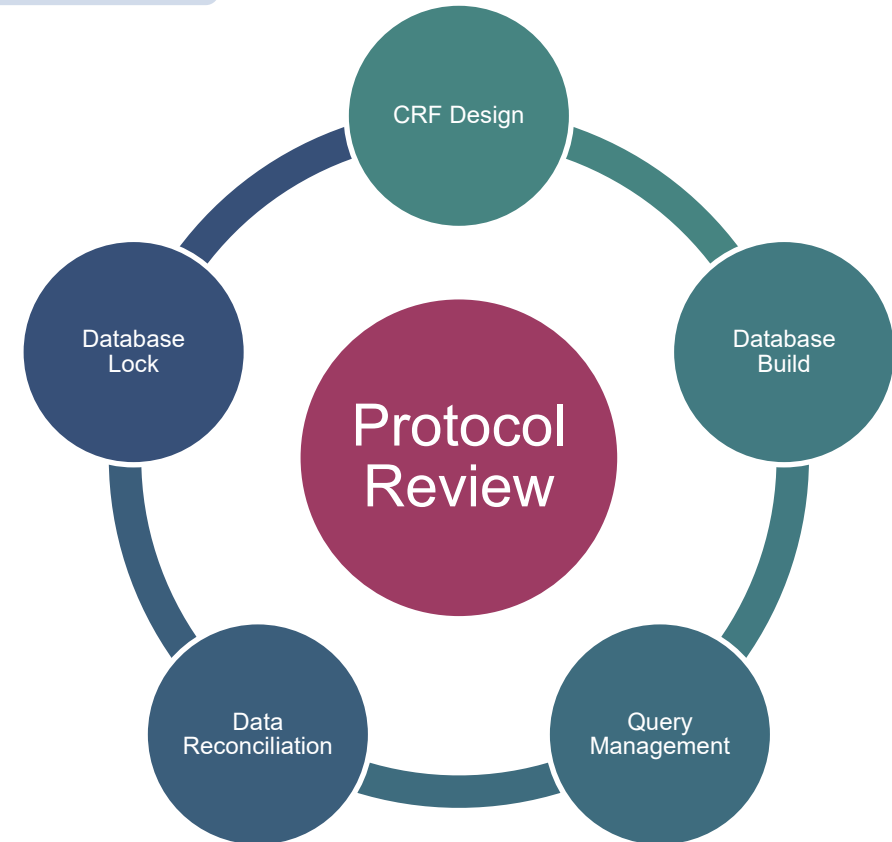 CRF Design
Database
Build
Query
Management
Data
Reconciliation
Database
Lock
Protocol
Review